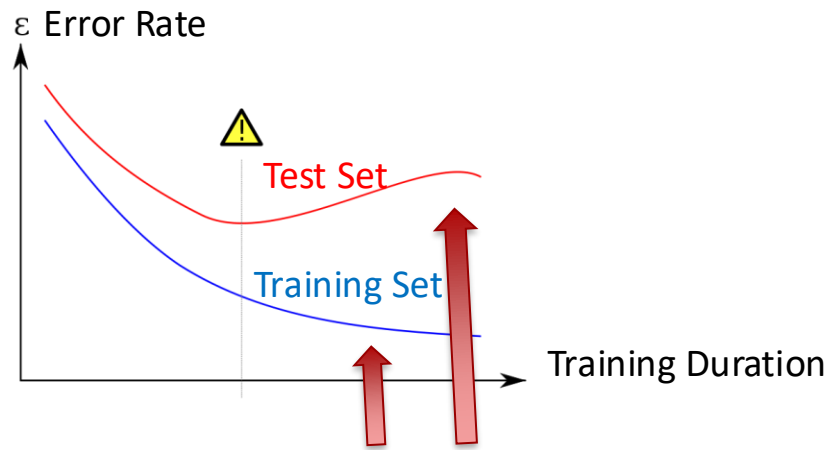 ε Error Rate
!
Test Set
Training Set
Training Duration